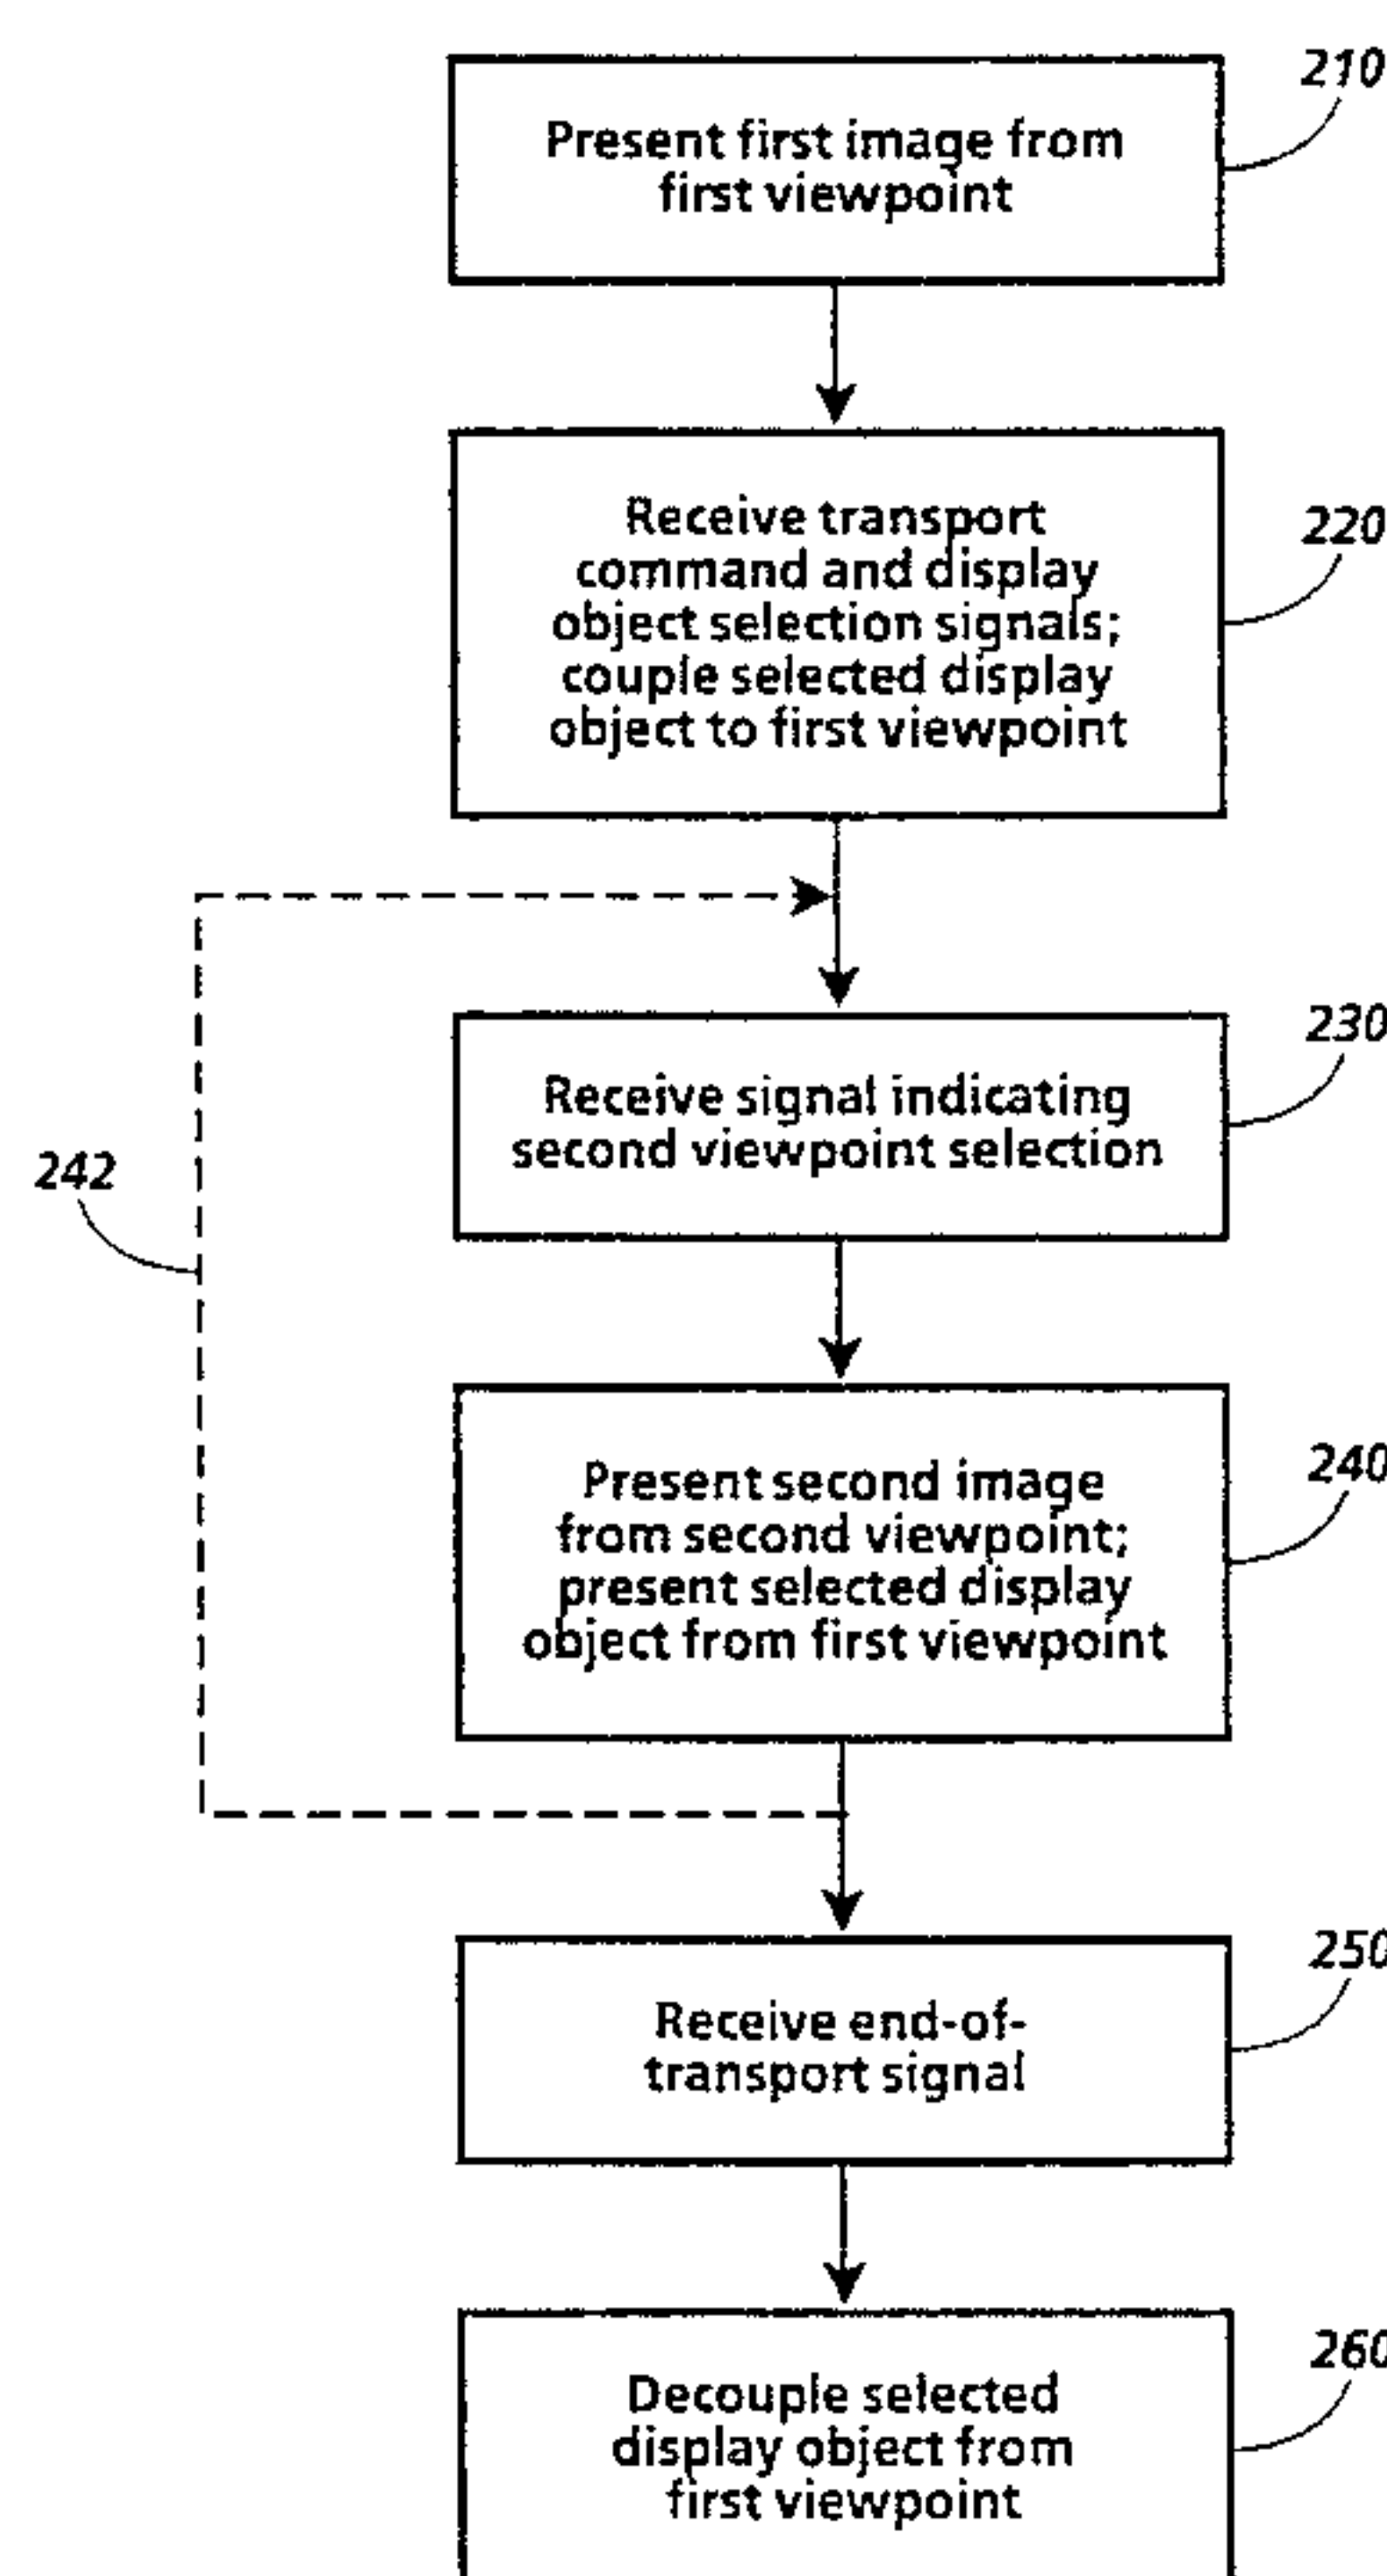 210
Present first image from
first viewpoint
220
Receive transport
command and display
object selection signals;
couple selected display
object to first viewpoint
230
Receive signal indicating
second viewpoint selection
242
240
Present second image
from second viewpoint;
present selected display
object from first viewpoint
250
Receive end-of-
transport signal
260
Decouple selected
display object from
first viewpoint